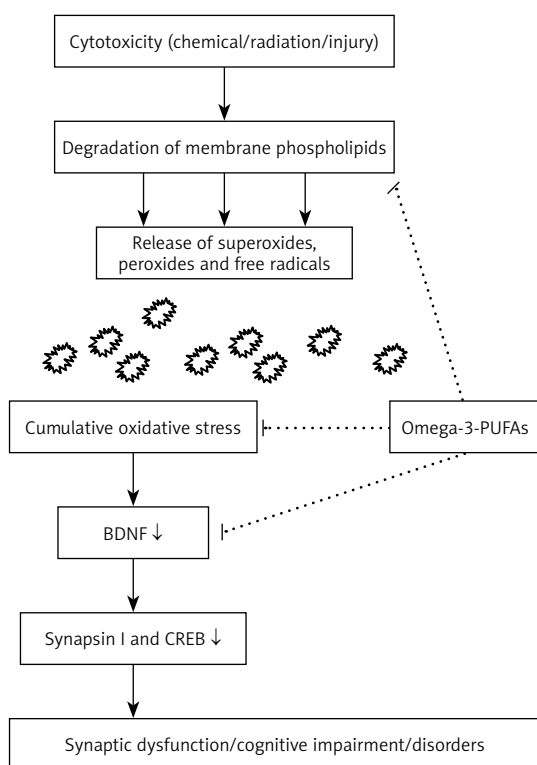 Cytotoxicity (chemical/radiation/injury)
Degradation of membrane phospholipids
Release of superoxides,
peroxides and free radicals
Cumulative oxidative stress
Omega-3-PUFAs
BDNF ↓
Synapsin I and CREB ↓
Synaptic dysfunction/cognitive impairment/disorders